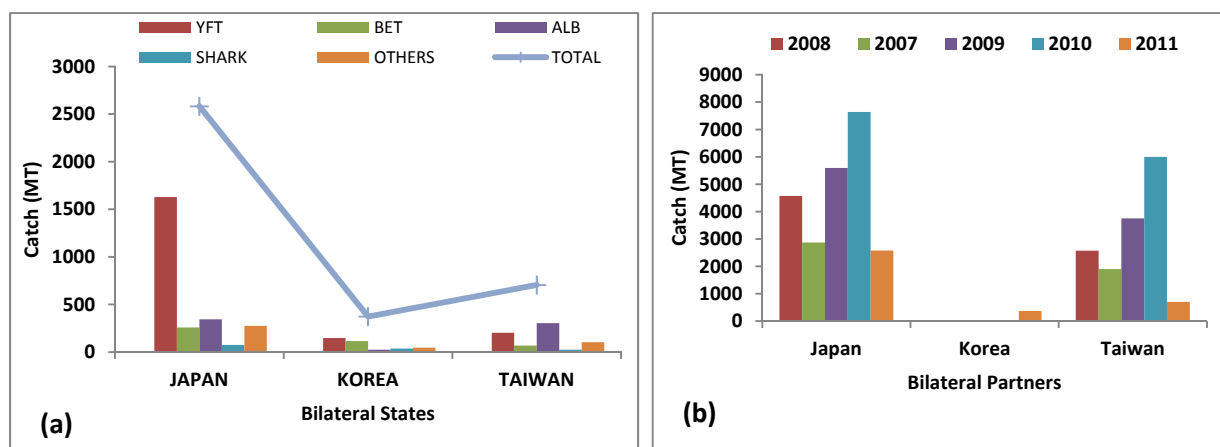 YFT BET ALB
SHARK OTHERS TOTAL
3000
2500
2000
1500
1000
500
0
Catch (MT)
JAPAN KOREA TAIWAN
Bilateral States
(a)
2008 2007 2009 2010 2011
9000
8000
7000
6000
5000
4000
3000
2000
1000
0
Catch (MT)
Japan Korea Taiwan
Bilateral Partners
(b)